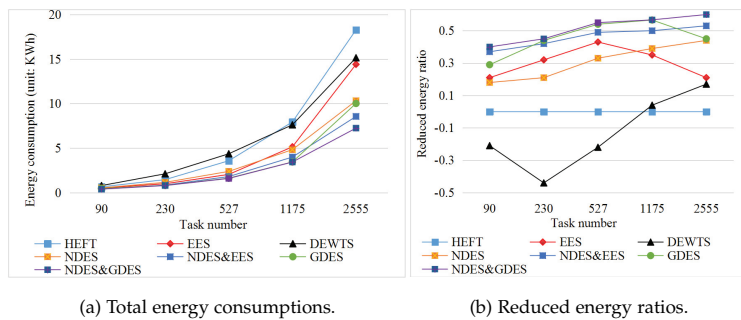 Energy consumption (unit: KWh)
20
15
10
5
0
90 230 527 1175 2555
Task number
HEFT EES DEWTS
NDES NDES&EES GDES
NDES&GDES
(a) Total energy consumptions.
Reduced energy ratio
0.5
0.3
0.1
-0.1
-0.3
-0.5
90 230 527 1175 2555
Task number
HEFT EES DEWTS
NDES NDES&EES GDES
NDES&GDES
(b) Reduced energy ratios.